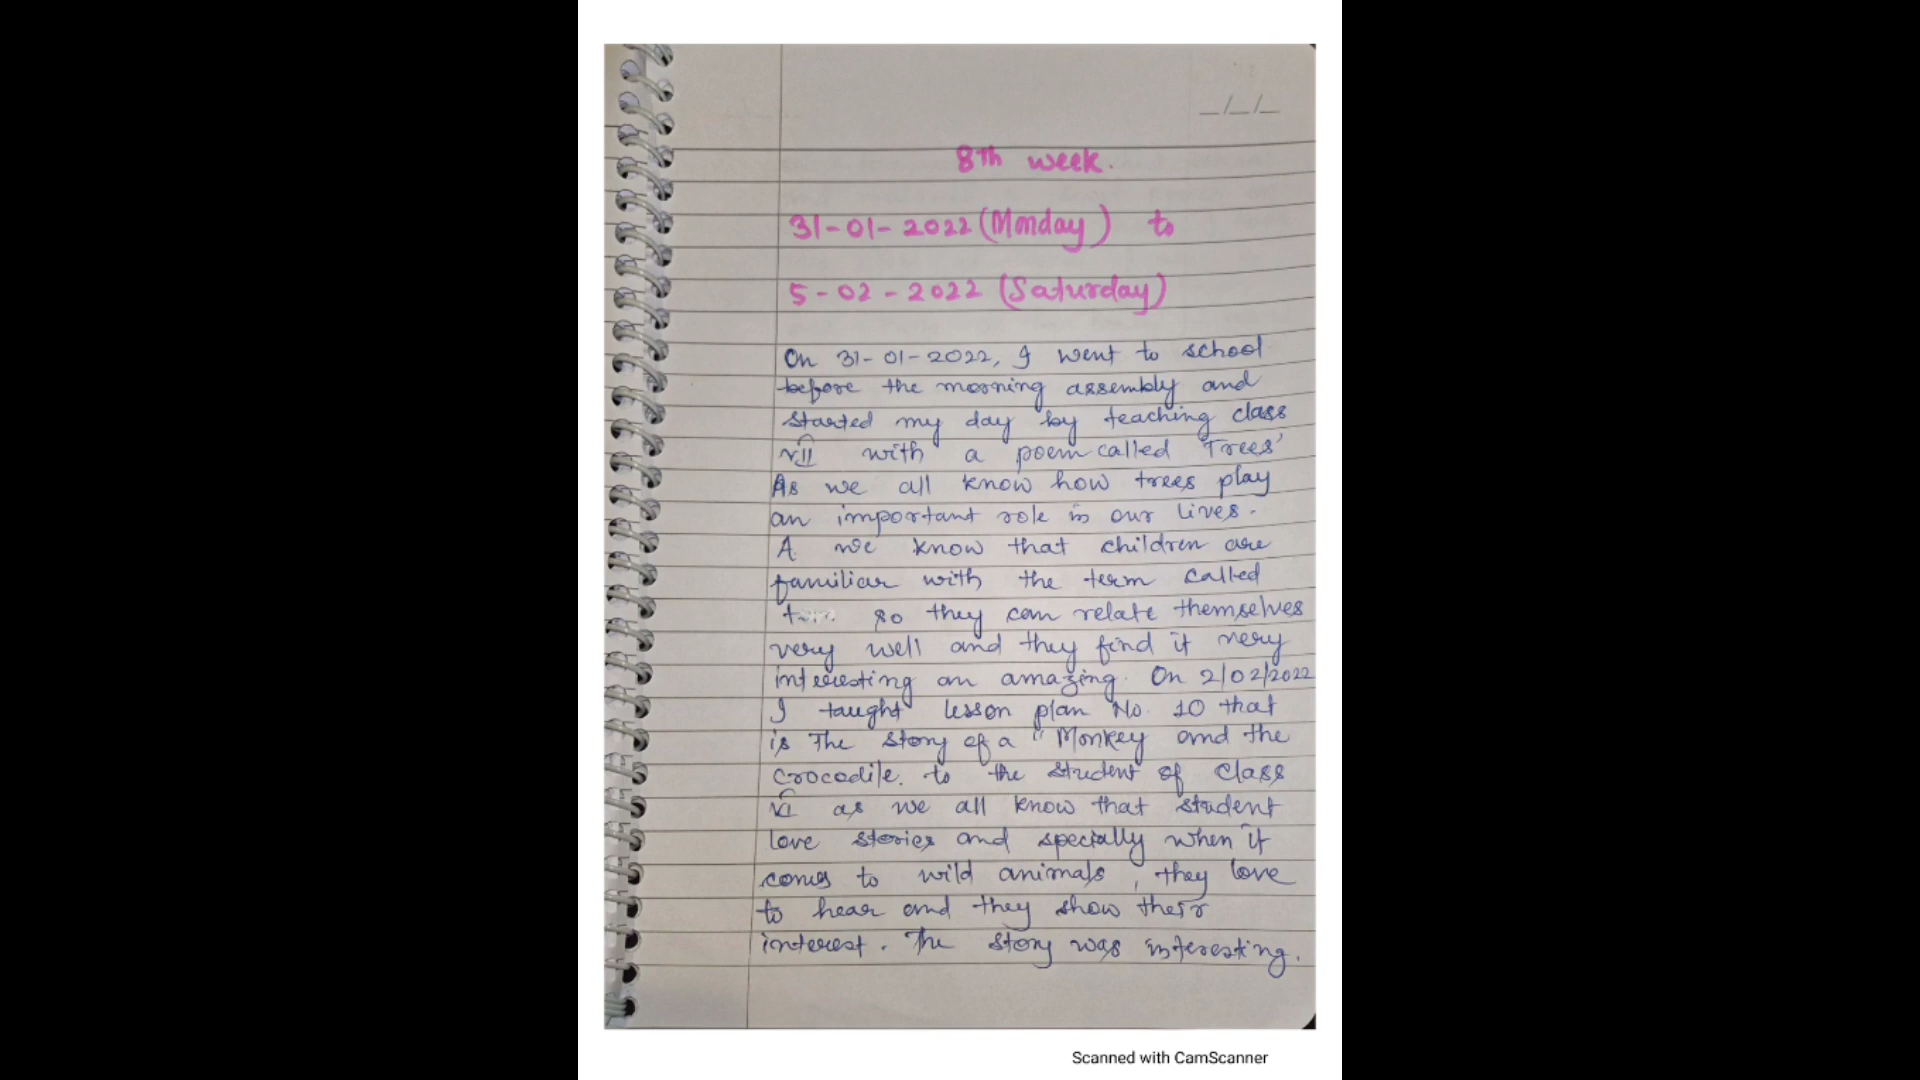 _/_/_
8th week.
31-01-2022 (Monday) to
5-02-2022 (Saturday)
On 31-01-2022, I went to school
before the morning assembly and
started my day by teaching class
VII with a poem called 'Trees'
As we all know how trees play
an important role in our lives.
A we know that children are
familiar with the term called
so they can relate themselves
very well and they find it very
interesting an amazing. On 2/02/2022
I taught lesson plan No. 10 that
is The story of a "Monkey and the
crocodile. to the student of class
VI as we all know that student
love stories and specially when it
comes to wild animals, they love
to hear and they show their
interest. The story was interesting.
Scanned with CamScanner